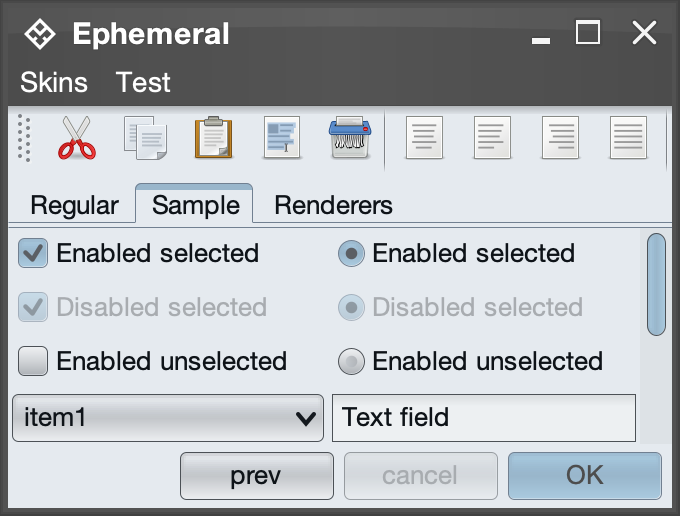 Ephemeral
Skins Test
Regular Sample Renderers
Enabled selected Enabled selected
Disabled selected Disabled selected
Enabled unselected Enabled unselected
item1 Text field
prev cancel OK